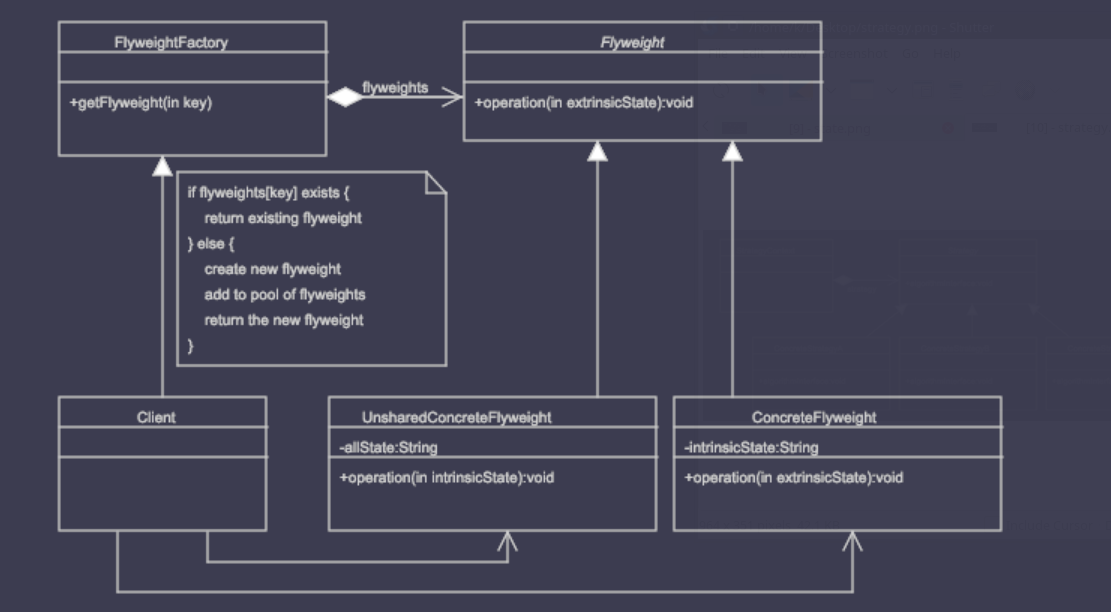 FlyweightFactory
+getFlyweight(in key)
flyweights
Flyweight
+operation(in extrinsicState):void
if flyweights[key] exists {
return existing flyweight
} else {
create new flyweight
add to pool of flyweights
return the new flyweight
}
Client
UnsharedConcreteFlyweight
-allState:String
+operation(in intrinsicState):void
ConcreteFlyweight
-intrinsicState:String
+operation(in extrinsicState):void